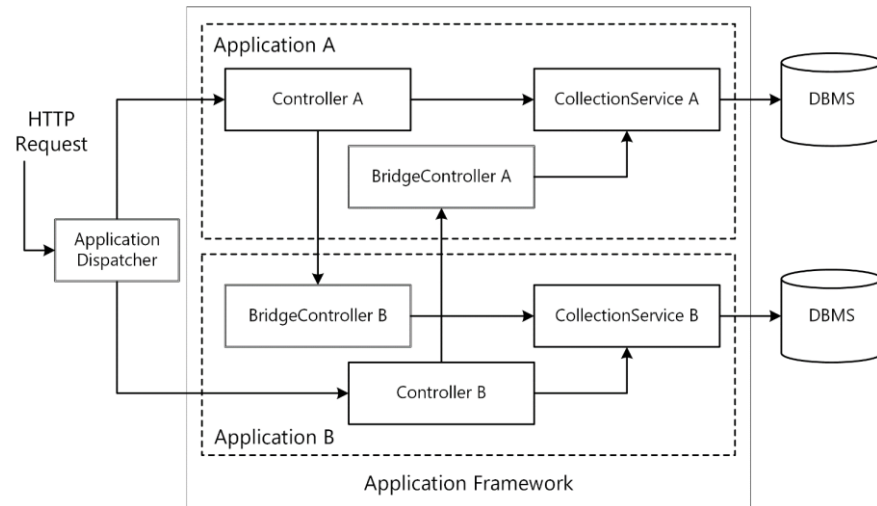 Application A
Controller A
CollectionService A
DBMS
HTTP
Request
BridgeController A
Application
Dispatcher
BridgeController B
CollectionService B
DBMS
Controller B
Application B
Application Framework